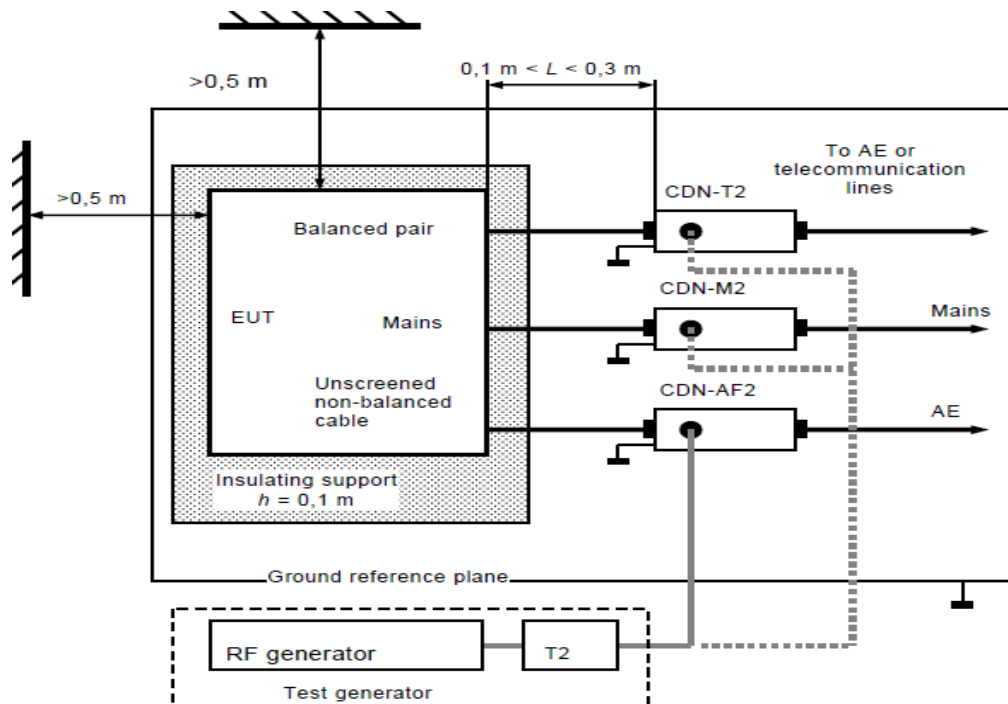 >0,5 m
0,1 m < L < 0,3 m
>0,5 m
To AE or
telecommunication
lines
CDN-T2
Balanced pair
CDN-M2
EUT
Mains
Mains
Unscreened
non-balanced
cable
CDN-AF2
AE
Insulating support
h = 0,1 m
Ground reference plane
RF generator
T2
Test generator